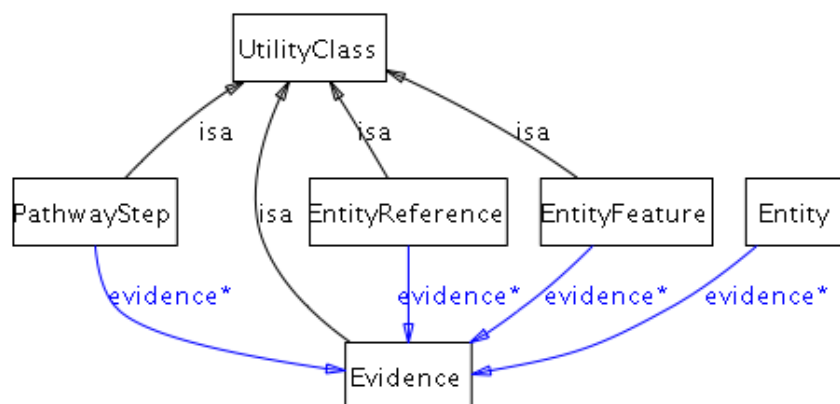 UtilityClass
isa
isa
isa
PathwayStep
isa
EntityReference
EntityFeature
Entity
evidence*
evidence*
evidence*
evidence*
Evidence